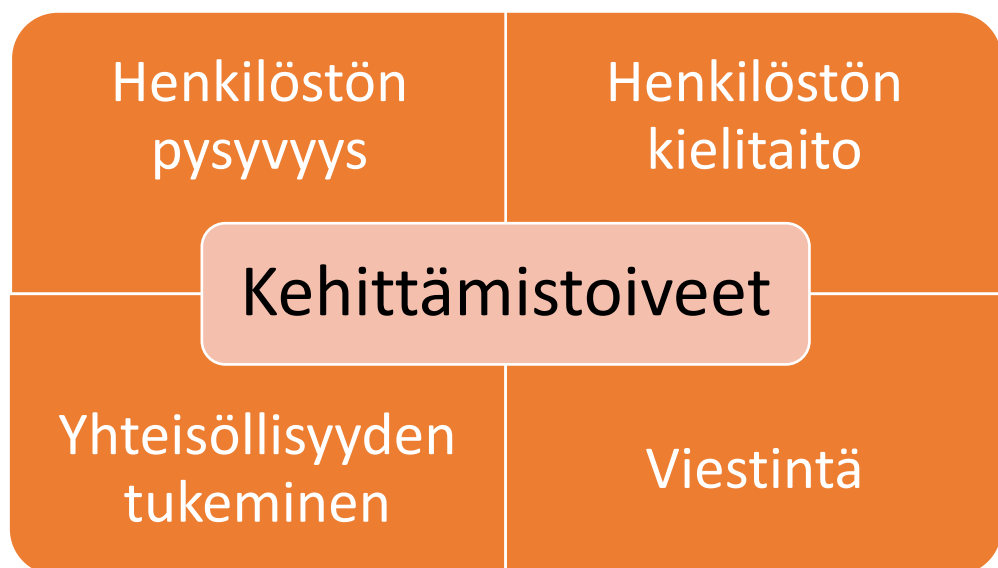 Henkilöstön
pysyvyys
Henkilöstön
kielitaito
Kehittämistoiveet
Yhteisöllisyyden
tukeminen
Viestintä